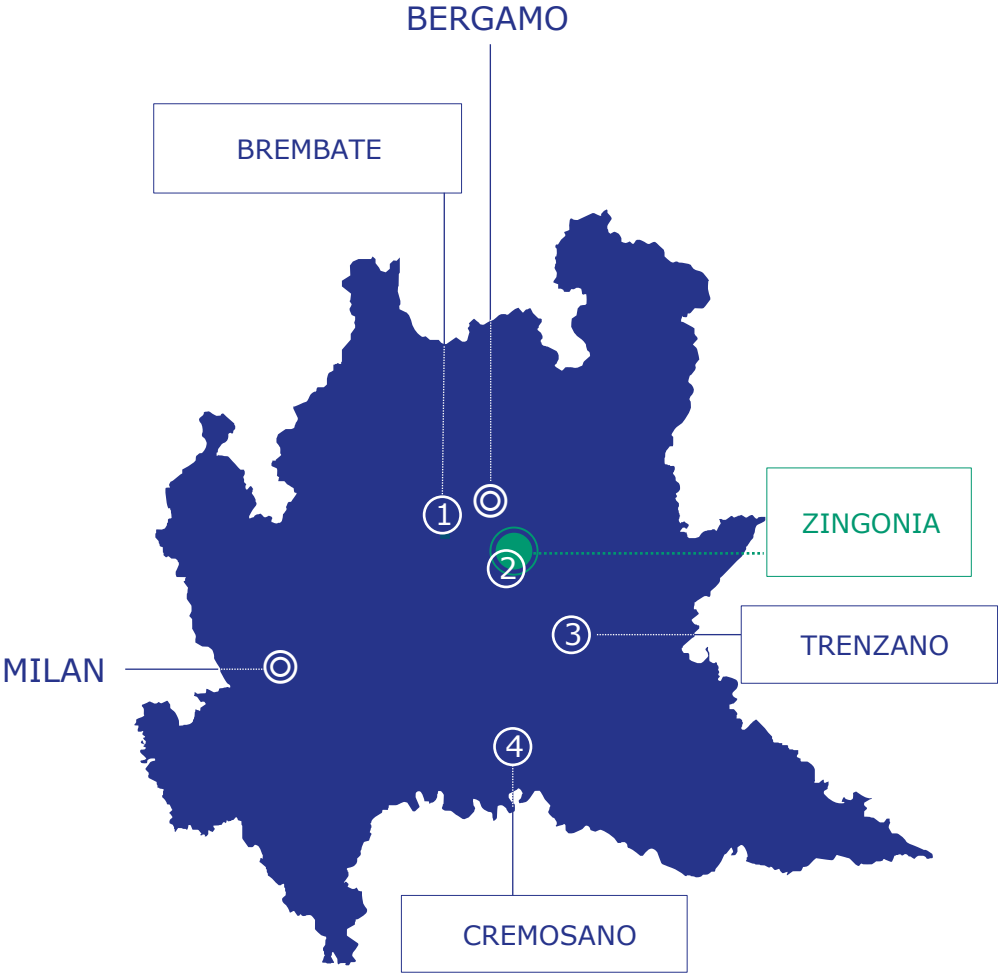 BERGAMO
BREMBATE
ZINGONIA
1
2
3
TRENZANO
MILAN
4
CREMOSANO